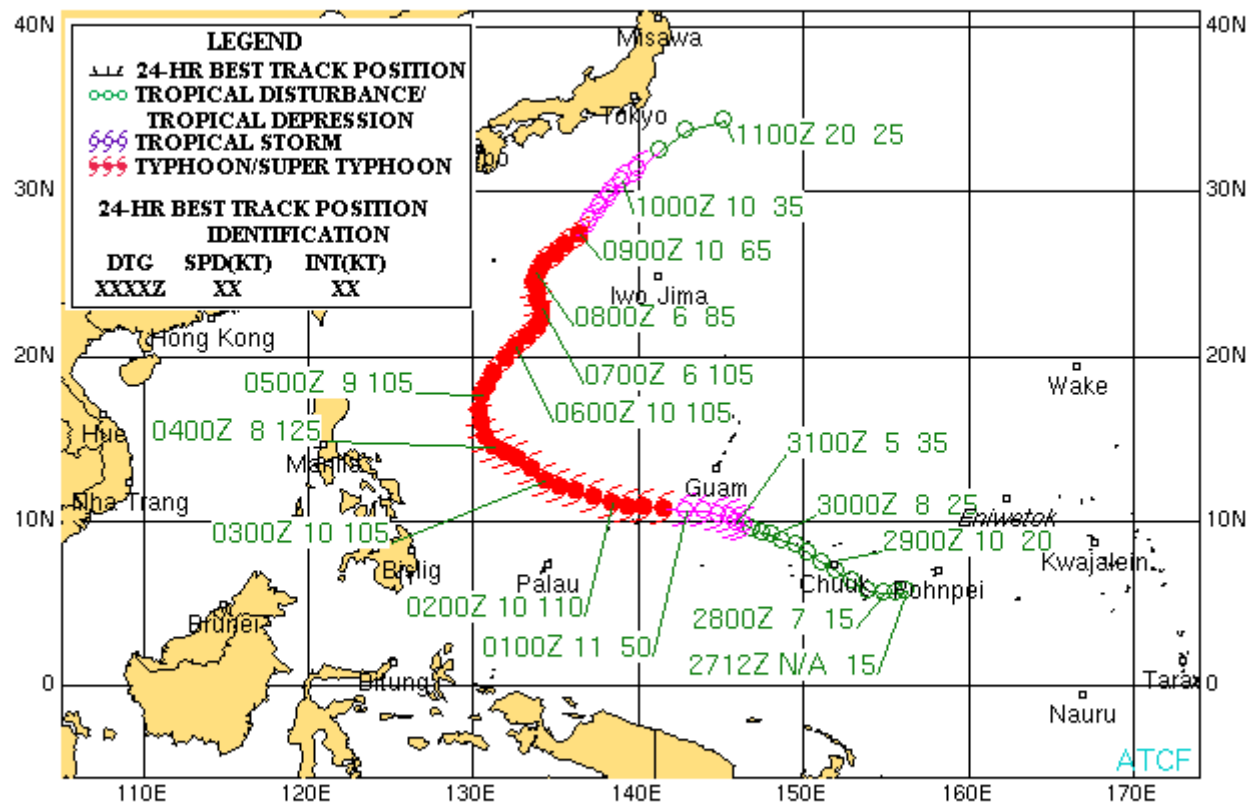 40N
40N
LEGEND
24-HR BEST TRACK POSITION
TROPICAL DISTURBANCE/
TROPICAL DEPRESSION
TROPICAL STORM
TYPHOON/SUPER TYPHOON
24-HR BEST TRACK POSITION
IDENTIFICATION
DTG SPD(KT) INT(KT)
XXXXZ XX XX
Misawa
Tokyo
1100Z 20 25
30N
30N
1000Z 10 35
0900Z 10 65
Iwo Jima
0800Z 6 85
Hong Kong
20N
20N
0700Z 6 105
0500Z 9 105
Wake
0600Z 10 105
Hue
0400Z 8 125
3100Z 5 35
Manila
Guam
Nha Trang
3000Z 8 25
Eniwetok
10N
10N
0300Z 10 105
2900Z 10 20
Kwajalein
Bislig
Palau
Chuuk
Pohnpei
0200Z 10 110
2800Z 7 15
Brunei
0100Z 11 50
2712Z N/A 15
Bitung
0
0
Nauru
ATCF
110E
120E
130E
140E
150E
160E
170E